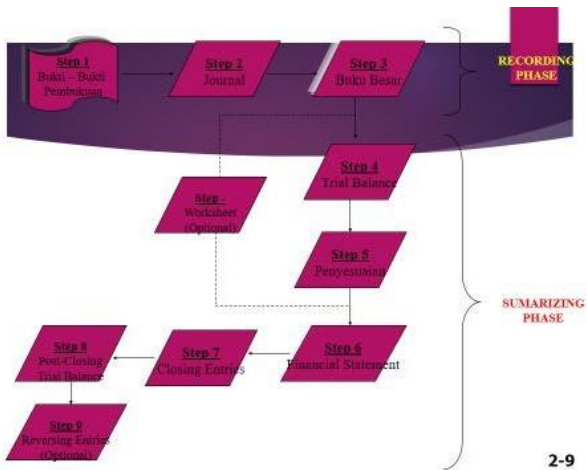 Step 1
Bukti – Bukti
Pembukuan
Step 2
Journal
Step 3
Buku Besar
RECORDING
PHASE
Step 4
Trial Balance
Step -
Worksheet
(Optional)
Step 5
Penyesuaian
SUMARIZING
PHASE
Step 6
Financial Statement
Step 7
Closing Entries
Step 8
Post-Closing
Trial Balance
Step 9
Reversing Entries
(Optional)
2-9